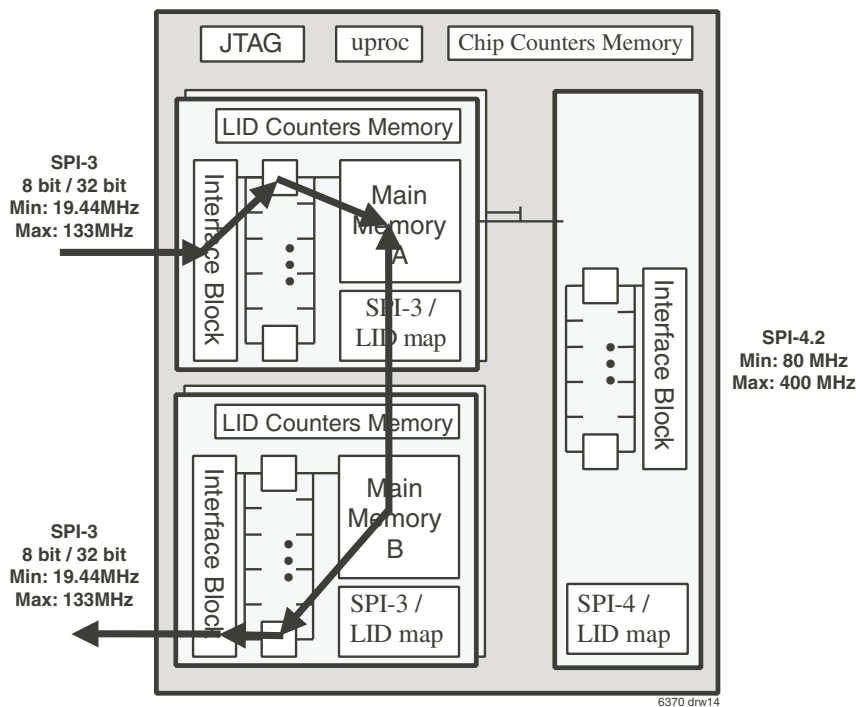 JTAG
uproc
Chip Counters Memory
LID Counters Memory
SPI-3
8 bit / 32 bit
Min: 19.44MHz
Max: 133MHz
Interface Block
Main
Memory
A
SPI-3 /
LID map
LID Counters Memory
SPI-3
8 bit / 32 bit
Min: 19.44MHz
Max: 133MHz
Interface Block
Main
Memory
B
SPI-3 /
LID map
Interface Block
SPI-4.2
Min: 80 MHz
Max: 400 MHz
SPI-4 /
LID map
6370 drw14